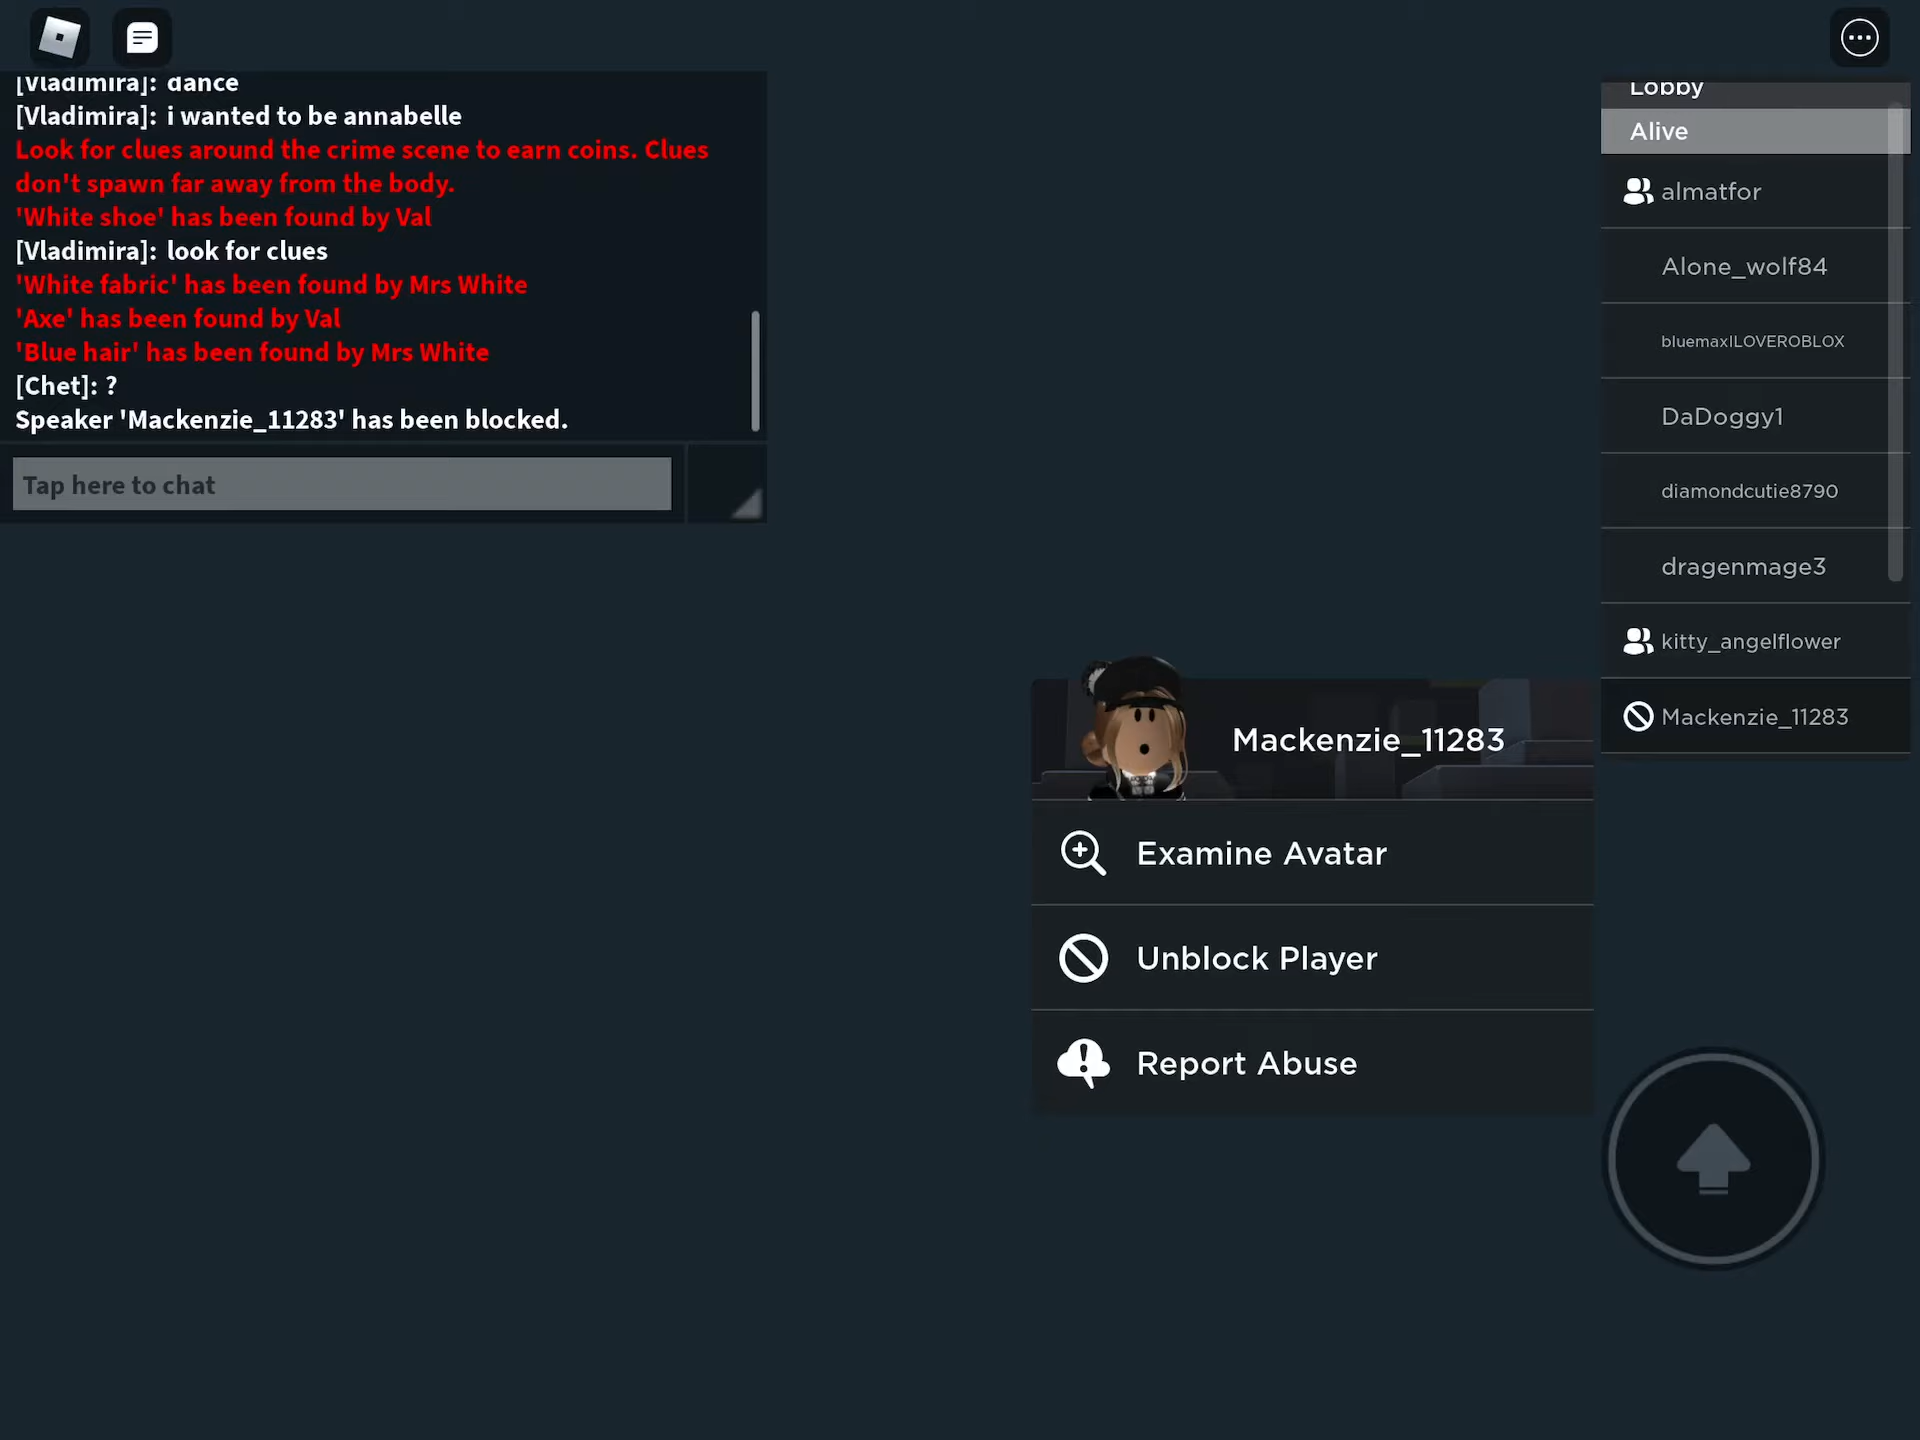 [Vladimira]: dance
[Vladimira]: i wanted to be annabelle
Look for clues around the crime scene to earn coins. Clues
don't spawn far away from the body.
'White shoe' has been found by Val
[Vladimira]: look for clues
'White fabric' has been found by Mrs White
'Axe' has been found by Val
'Blue hair' has been found by Mrs White
[Chet]: ?
Speaker 'Mackenzie_11283' has been blocked.
Tap here to chat
Lobby
Alive
almatfor
Alone_wolf84
bluemaxILOVEROBLOX
DaDoggy1
diamondcutie8790
dragenmage3
kitty_angelflower
Mackenzie_11283
Mackenzie_11283
Examine Avatar
Unblock Player
Report Abuse